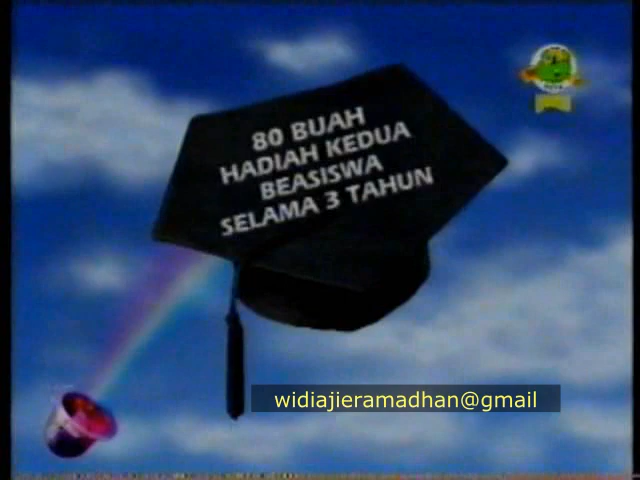 80 BUAH
HADIAH KEDUA
BEASISWA
SELAMA 3 TAHUN
widiajieramadhan@gmail